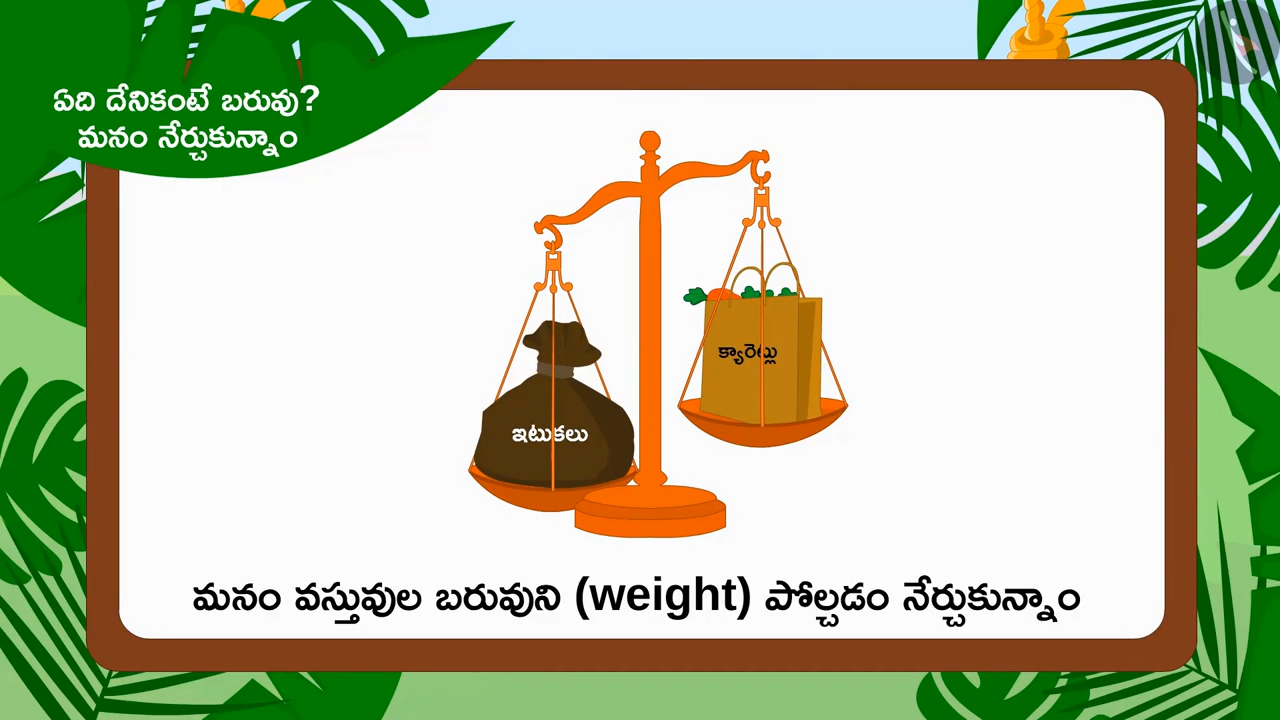 ఏది దేనికంటే బరువు?
మనం నేర్చుకున్నాం
క్యారెట్లు
ఇటుకలు
మనం వస్తువుల బరువుని (weight) పోల్చడం నేర్చుకున్నాం